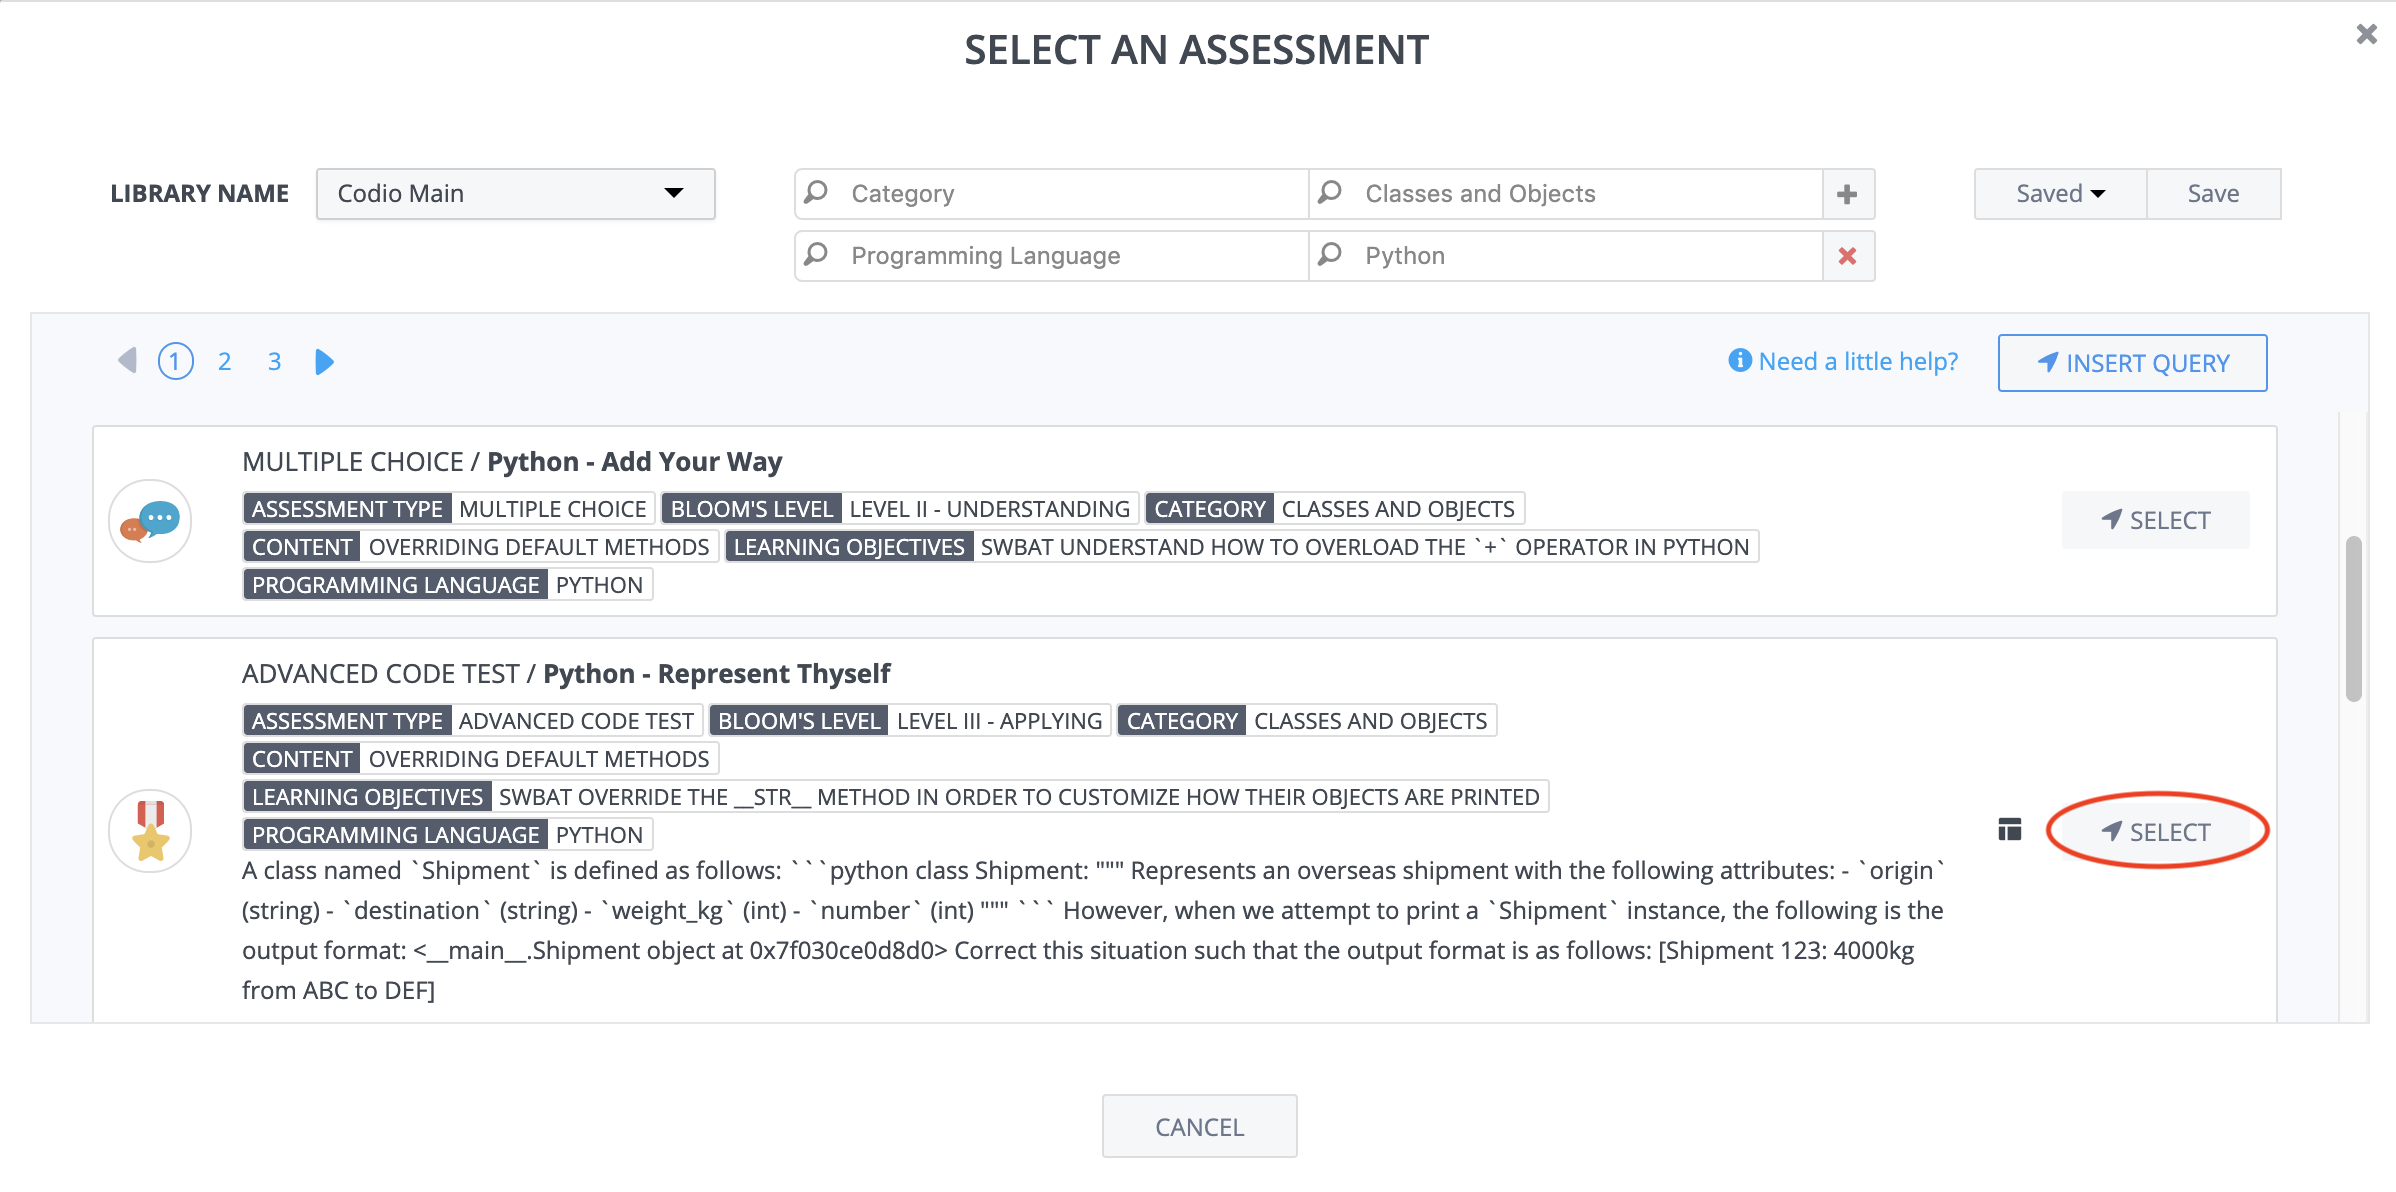 SELECT AN ASSESSMENT
LIBRARY NAME Codio Main Category Classes and Objects Saved Save
Programming Language Python
1 2 3 Need a little help? INSERT QUERY
MULTIPLE CHOICE / Python - Add Your Way
ASSESSMENT TYPE MULTIPLE CHOICE BLOOM'S LEVEL LEVEL II - UNDERSTANDING CATEGORY CLASSES AND OBJECTS
SELECT
CONTENT OVERRIDING DEFAULT METHODS LEARNING OBJECTIVES SWBAT UNDERSTAND HOW TO OVERLOAD THE `+` OPERATOR IN PYTHON
PROGRAMMING LANGUAGE PYTHON
ADVANCED CODE TEST / Python - Represent Thyself
ASSESSMENT TYPE ADVANCED CODE TEST BLOOM'S LEVEL LEVEL III - APPLYING CATEGORY CLASSES AND OBJECTS
CONTENT OVERRIDING DEFAULT METHODS
LEARNING OBJECTIVES SWBAT OVERRIDE THE __STR__ METHOD IN ORDER TO CUSTOMIZE HOW THEIR OBJECTS ARE PRINTED
PROGRAMMING LANGUAGE PYTHON
SELECT
A class named `Shipment` is defined as follows: ```python class Shipment: """ Represents an overseas shipment with the following attributes: - `origin`
(string) - `destination` (string) - `weight_kg` (int) - `number` (int) """ ``` However, when we attempt to print a `Shipment` instance, the following is the
output format: <__main__.Shipment object at 0x7f030ce0d8d0> Correct this situation such that the output format is as follows: [Shipment 123: 4000kg
from ABC to DEF]
CANCEL